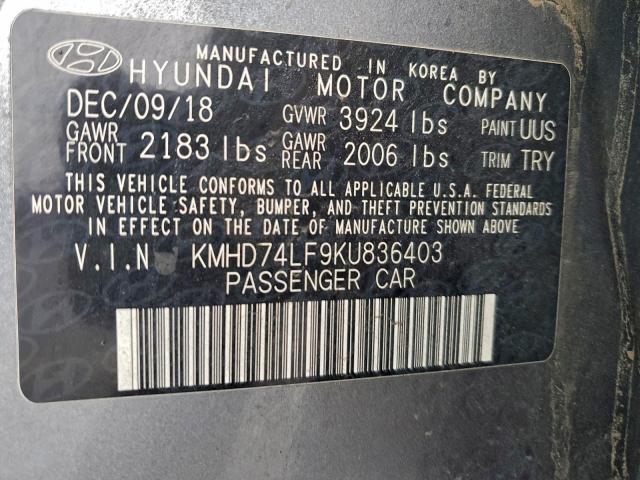 MANUFACTURED IN KOREA BY
HYUNDAI MOTOR COMPANY
DEC/09/18 GVWR 3924 lbs PAINT UUS
GAWR FRONT 2183 lbs GAWR REAR 2006 lbs TRIM TRY
THIS VEHICLE CONFORMS TO ALL APPLICABLE U.S.A. FEDERAL
MOTOR VEHICLE SAFETY, BUMPER, AND THEFT PREVENTION STANDARDS
IN EFFECT ON THE DATE OF MANUFACTURE SHOWN ABOVE
V.I.N KMHD74LF9KU836403
PASSENGER CAR